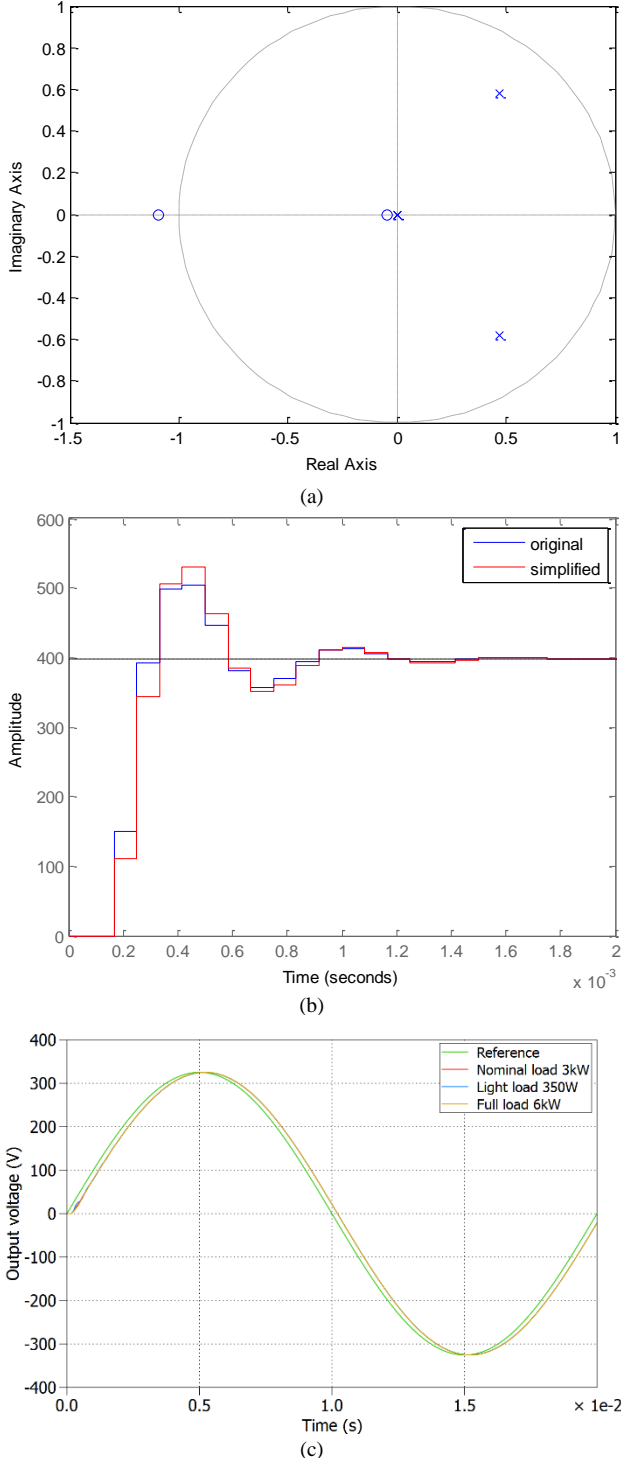 1
0.8
0.6
0.4
0.2
0
-0.2
-0.4
-0.6
-0.8
-1
Imaginary Axis
-1.5 -1 -0.5 0 0.5 1
Real Axis
(a)
600
500
400
300
200
100
0
Amplitude
original
simplified
0 0.2 0.4 0.6 0.8 1 1.2 1.4 1.6 1.8 2
Time (seconds)
x 10^-3
(b)
400
300
200
100
0
-100
-200
-300
-400
Output voltage (V)
Reference
Nominal load 3kW
Light load 350W
Full load 6kW
0.0 0.5 1.0 1.5 × 1e-2
Time (s)
(c)